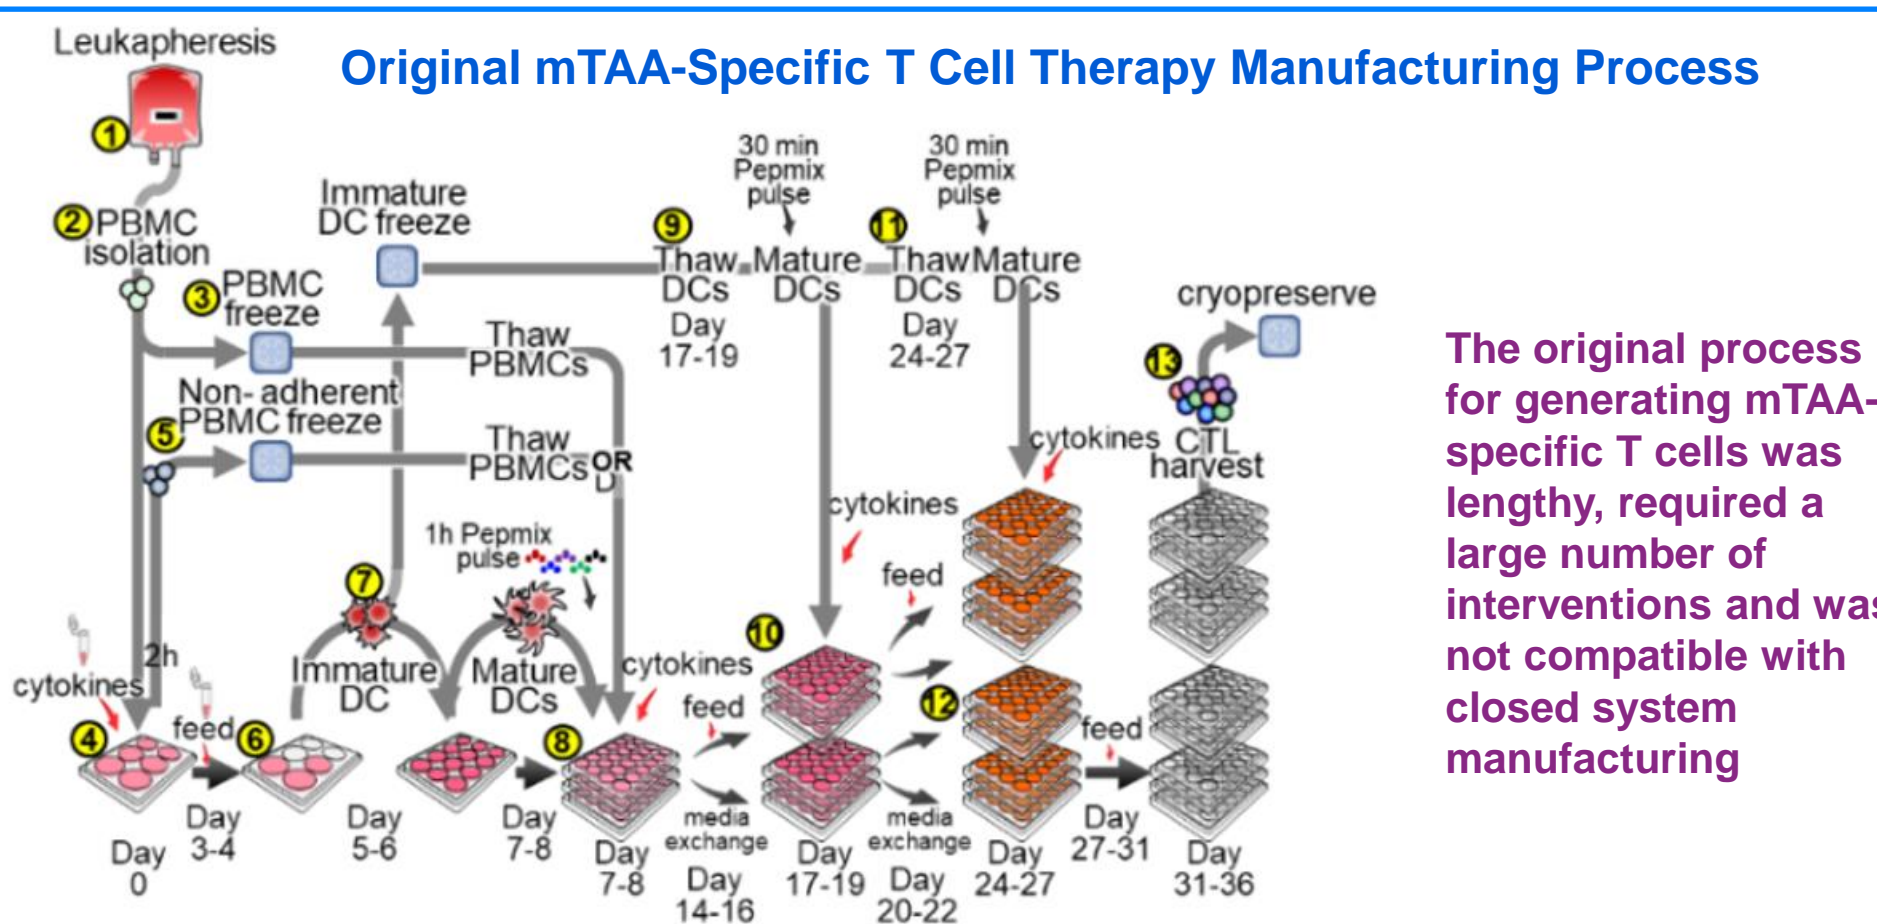 Leukapheresis
Original mTAA-Specific T Cell Therapy Manufacturing Process
1
2 PBMC
isolation
3 PBMC
freeze
Immature
DC freeze
30 min
Pepmix
pulse
30 min
Pepmix
pulse
9
Thaw
DCs
Day
17-19
Mature
DCs
11
Thaw
DCs
Day
24-27
Mature
DCs
Thaw
PBMCs
Non- adherent
5 PBMC freeze
Thaw
PBMCs
OR
D
1h Pepmix
pulse
7
Immature
DC
Mature
DCs
2h
cytokines
feed
4
6
8
cytokines
feed
media
exchange
10
cytokines
feed
12
media
exchange
cytokines
feed
13
CTL
harvest
cryopreserve
Day
0
Day
3-4
Day
5-6
Day
7-8
Day
7-8
Day
14-16
Day
17-19
Day
20-22
Day
24-27
Day
27-31
Day
31-36
The original process
for generating mTAA-
specific T cells was
lengthy, required a
large number of
interventions and was
not compatible with
closed system
manufacturing